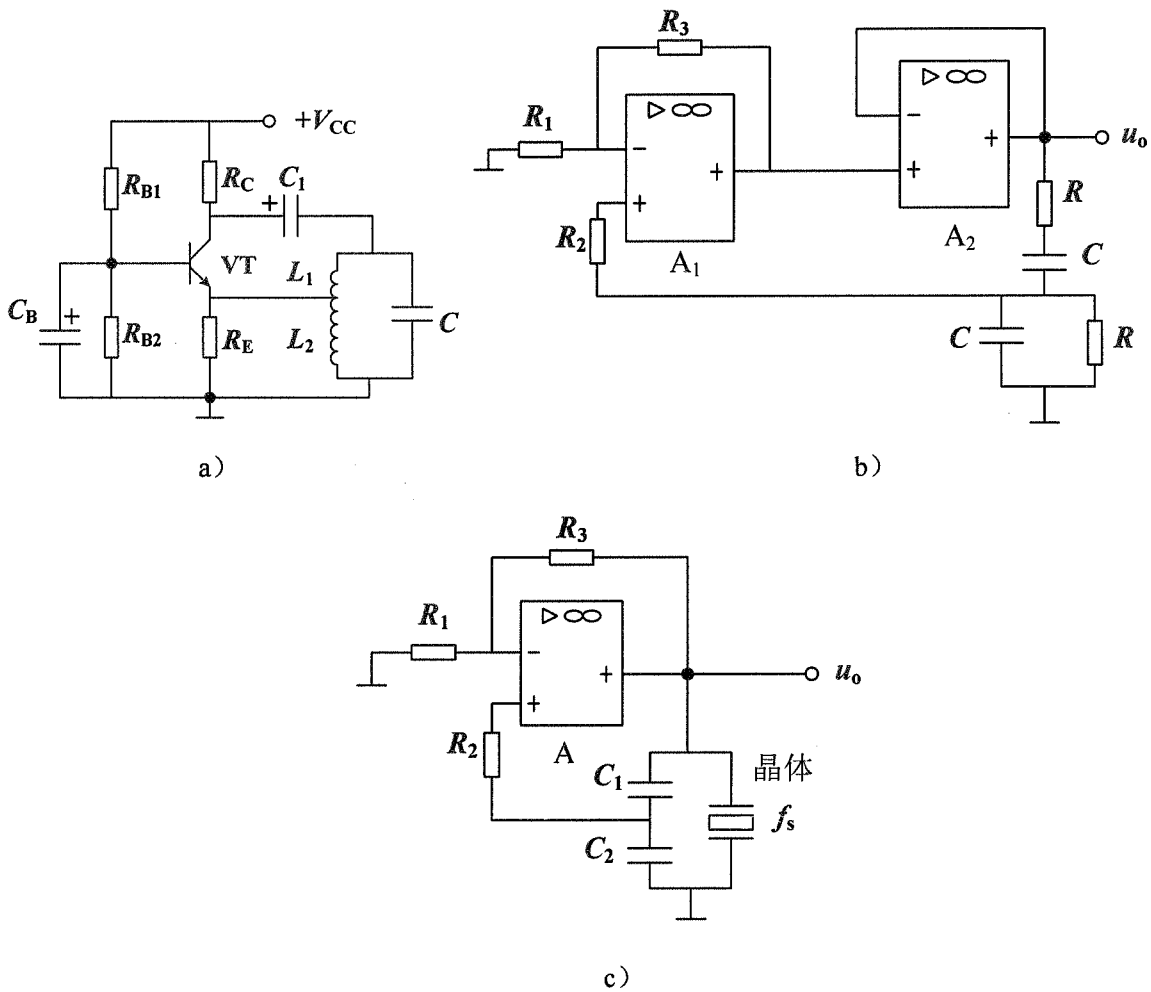 +V_CC
R_B1
R_C
C_1
+
VT
L_1
C_B
+
R_B2
R_E
L_2
C
a）
R_3
▷ ∞
R_1
−
+
+
R_2
A_1
▷ ∞
−
+
+
u_o
A_2
R
C
C
R
b）
R_3
▷ ∞
R_1
−
+
+
u_o
R_2
A
C_1
晶体
f_s
C_2
c）